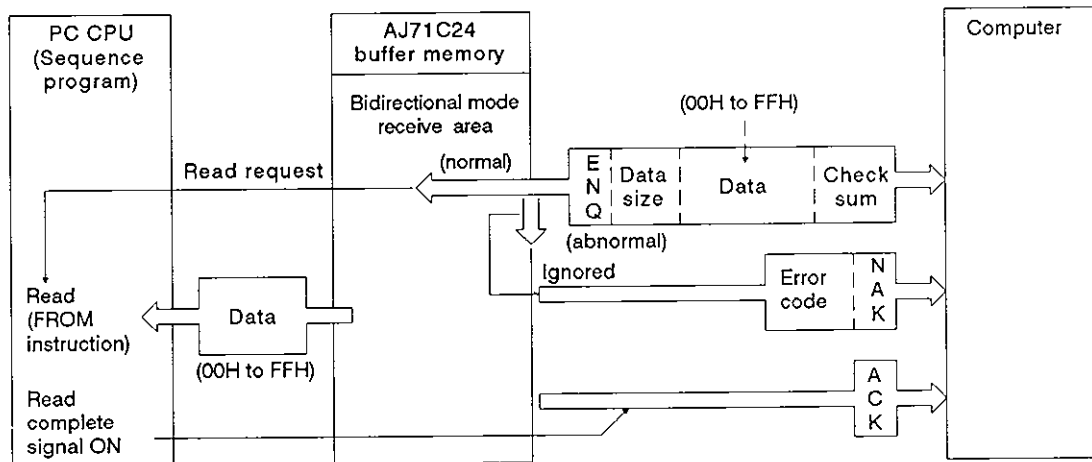 PC CPU
(Sequence
program)
AJ71C24
buffer memory
Computer
Bidirectional mode
receive area
(00H to FFH)
Read request
(normal)
E
N
Q
Data
size
Data
Check
sum
(abnormal)
Ignored
Error
code
N
A
K
Read
(FROM
instruction)
Data
(00H to FFH)
A
C
K
Read
complete
signal ON